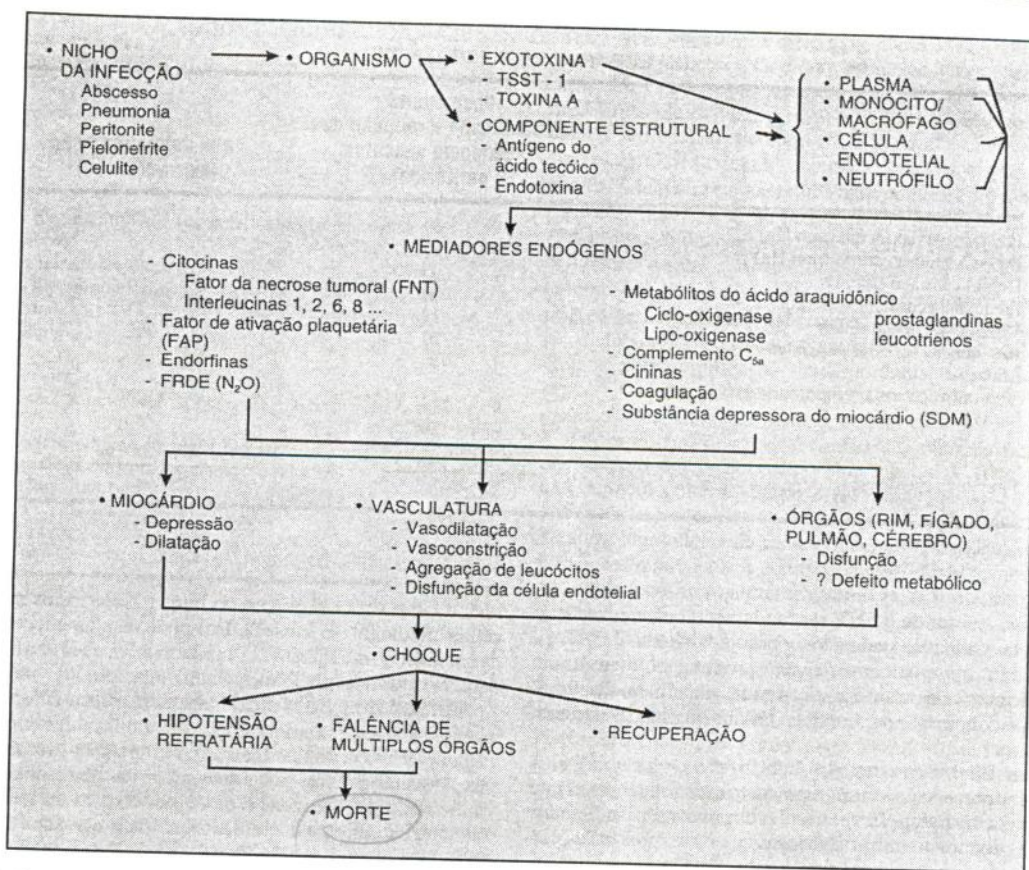 • NICHO
DA INFECÇÃO
Abscesso
Pneumonia
Peritonite
Pielonefrite
Celulite
• ORGANISMO
• EXOTOXINA
- TSST - 1
- TOXINA A
COMPONENTE ESTRUTURAL
- Antígeno do
ácido tecóico
- Endotoxina
• PLASMA
• MONÓCITO/
MACRÓFAGO
• CÉLULA
ENDOTELIAL
• NEUTRÓFILO
• MEDIADORES ENDÓGENOS
- Citocinas
Fator da necrose tumoral (FNT)
Interleucinas 1, 2, 6, 8 ...
- Fator de ativação plaquetária
(FAP)
- Endorfinas
- FRDE (N₂O)
- Metabólitos do ácido araquidônico
Ciclo-oxigenase prostaglandinas
Lipo-oxigenase leucotrienos
- Complemento C₅ₐ
- Cininas
- Coagulação
- Substância depressora do miocárdio (SDM)
• MIOCÁRDIO
- Depressão
- Dilatação
• VASCULATURA
- Vasodilatação
- Vasoconstrição
- Agregação de leucócitos
- Disfunção da célula endotelial
• ÓRGÃOS (RIM, FÍGADO,
PULMÃO, CÉREBRO)
- Disfunção
- ? Defeito metabólico
• CHOQUE
• HIPOTENSÃO
REFRATÁRIA
• FALÊNCIA DE
MÚLTIPLOS ÓRGÃOS
• RECUPERAÇÃO
• MORTE